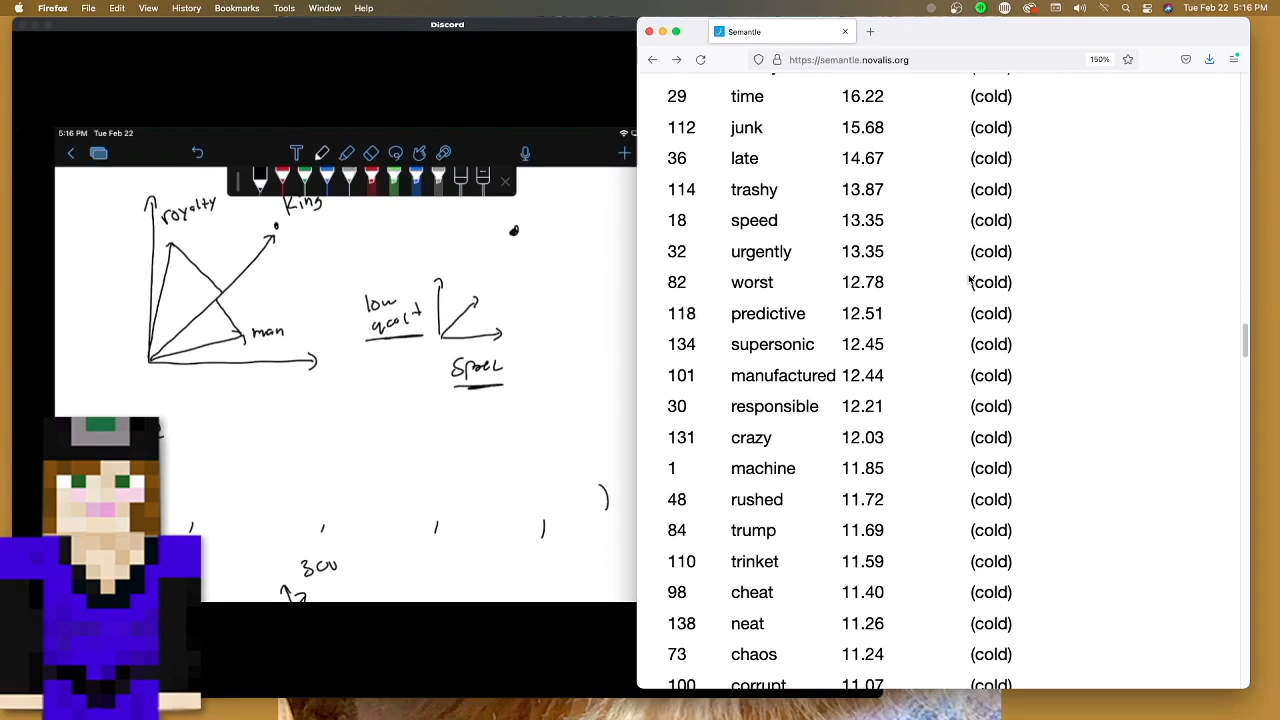 Firefox File Edit View History Bookmarks Tools Window Help
Tue Feb 22 5:16 PM
Discord
5:16 PM Tue Feb 22
royalty
King
man
low
Semantle
https://semantle.novalis.org
150%
29 time 16.22 (cold)
112 junk 15.68 (cold)
36 late 14.67 (cold)
114 trashy 13.87 (cold)
18 speed 13.35 (cold)
32 urgently 13.35 (cold)
82 worst 12.78 (cold)
118 predictive 12.51 (cold)
134 supersonic 12.45 (cold)
101 manufactured 12.44 (cold)
30 responsible 12.21 (cold)
131 crazy 12.03 (cold)
1 machine 11.85 (cold)
48 rushed 11.72 (cold)
84 trump 11.69 (cold)
110 trinket 11.59 (cold)
98 cheat 11.40 (cold)
138 neat 11.26 (cold)
73 chaos 11.24 (cold)
100 corrupt 11.07 (cold)